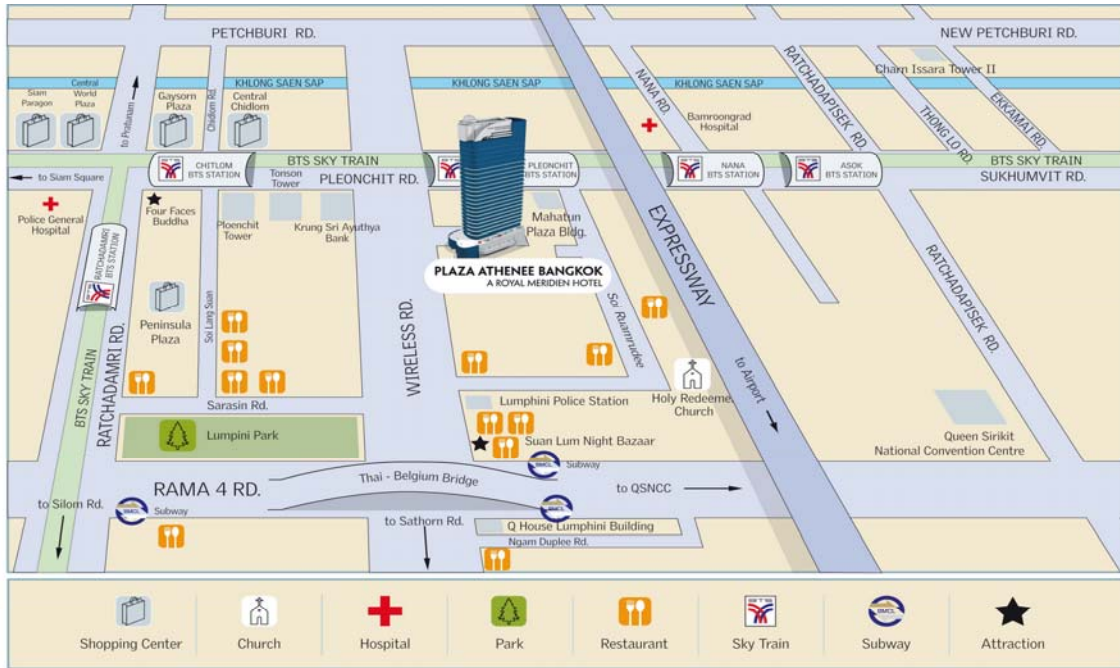 PETCHBURI RD.
NEW PETCHBURI RD.
Central
Siam
Paragon
World
Plaza
to Pratunam
Gaysorn
Plaza
Chidlom Rd.
KHLONG SAEN SAP
Central
Chidlom
KHLONG SAEN SAP
NANA RD.
KHLONG SAEN SAP
Bamroongrad
Hospital
RATCHADAPISEK RD.
Charn Issara Tower II
THONG LO RD.
EKKAMAI RD.
to Siam Square
BTS
CHITLOM
BTS STATION
BTS SKY TRAIN
PLEONCHIT RD.
PLEONCHIT
BTS STATION
BTS
NANA
BTS STATION
BTS
ASOK
BTS STATION
BTS SKY TRAIN
SUKHUMVIT RD.
Police General
Hospital
Four Faces
Buddha
Ploenchit
Tower
Tonson
Tower
Krung Sri Ayuthya
Bank
Mahatun
Plaza Bldg.
EXPRESSWAY
RATCHADAMRI
BTS STATION
BTS SKY TRAIN
RATCHADAMRI RD.
Peninsula
Plaza
Soi Lang Suan
WIRELESS RD.
PLAZA ATHENEE BANGKOK
A ROYAL MERIDIEN HOTEL
Soi Ruamrudee
RATCHADAPISEK RD.
to Airport
Sarasin Rd.
Lumpini Park
Lumphini Police Station
Holy Redeeme.
Church
Suan Lum Night Bazaar
Subway
Queen Sirikit
National Convention Centre
RAMA 4 RD.
Thai - Belgium Bridge
to QSNCC
to Silom Rd.
Subway
to Sathorn Rd.
Q House Lumphini Building
Ngam Duplee Rd.
Shopping Center
Church
Hospital
Park
Restaurant
BTS
Sky Train
BMCL
Subway
Attraction